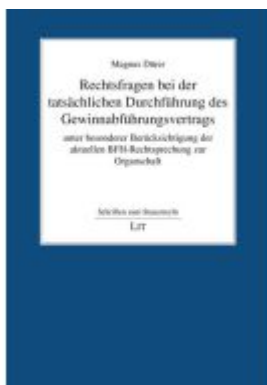 Magnus Dürr
Rechtsfragen bei der
tatsächlichen Durchführung des
Gewinnabführungsvertrags
unter besonderer Berücksichtigung der
aktuellen BFH-Rechtsprechung zur
Organschaft
Schriften zum Steuerrecht
LIT